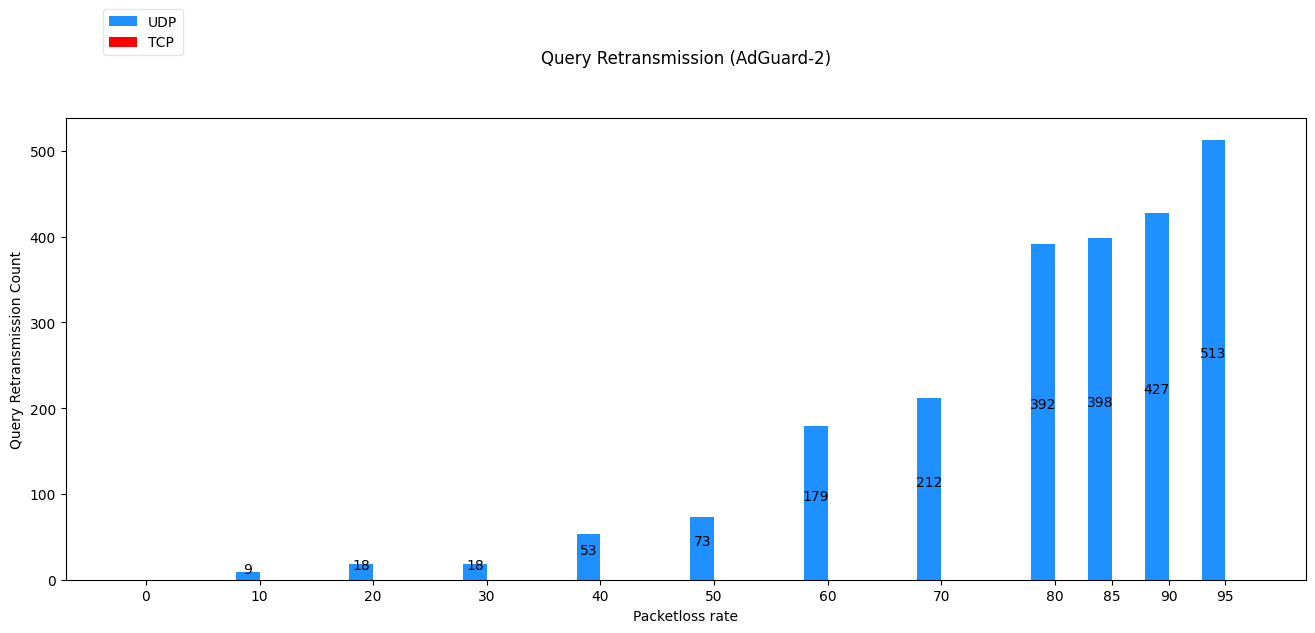 UDP
TCP
Query Retransmission (AdGuard-2)
Query Retransmission Count
500
400
300
200
100
0
9
18
18
53
73
179
212
392
398
427
513
0 10 20 30 40 50 60 70 80 85 90 95
Packetloss rate